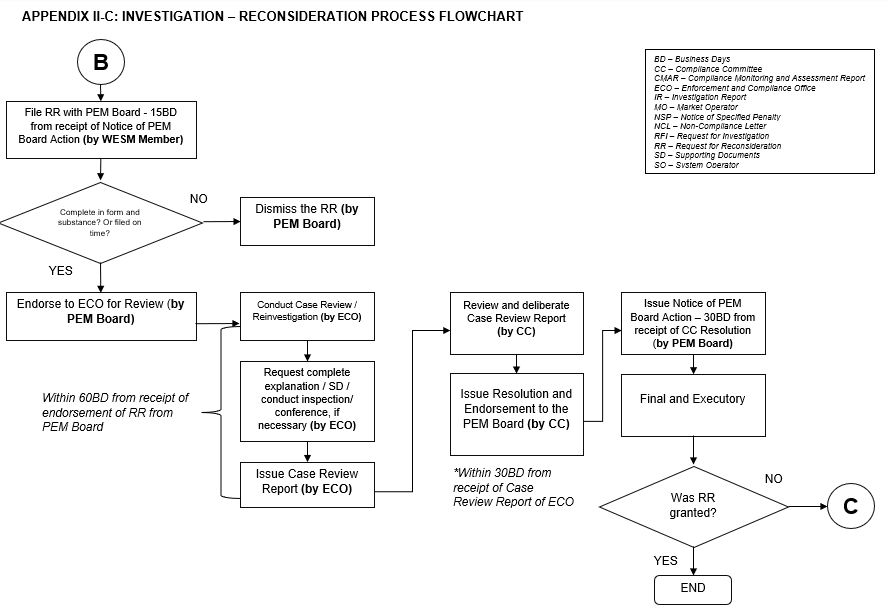 APPENDIX II-C: INVESTIGATION – RECONSIDERATION PROCESS FLOWCHART
B
BD – Business Days
CC – Compliance Committee
CMAR – Compliance Monitoring and Assessment Report
ECO – Enforcement and Compliance Office
IR – Investigation Report
MO – Market Operator
NSP – Notice of Specified Penalty
NCL – Non-Compliance Letter
RFI – Request for Investigation
RR – Request for Reconsideration
SD – Supporting Documents
SO – System Operator
File RR with PEM Board - 15BD
from receipt of Notice of PEM
Board Action (by WESM Member)
Complete in form and
substance? Or filed on
time?
NO
Dismiss the RR (by
PEM Board)
YES
Endorse to ECO for Review (by
PEM Board)
Conduct Case Review /
Reinvestigation (by ECO)
Request complete
explanation / SD /
conduct inspection/
conference, if
necessary (by ECO)
Issue Case Review
Report (by ECO)
Within 60BD from receipt of
endorsement of RR from
PEM Board
Review and deliberate
Case Review Report
(by CC)
Issue Resolution and
Endorsement to the
PEM Board (by CC)
*Within 30BD from
receipt of Case
Review Report of ECO
Issue Notice of PEM
Board Action – 30BD from
receipt of CC Resolution
(by PEM Board)
Final and Executory
Was RR
granted?
NO
C
YES
END